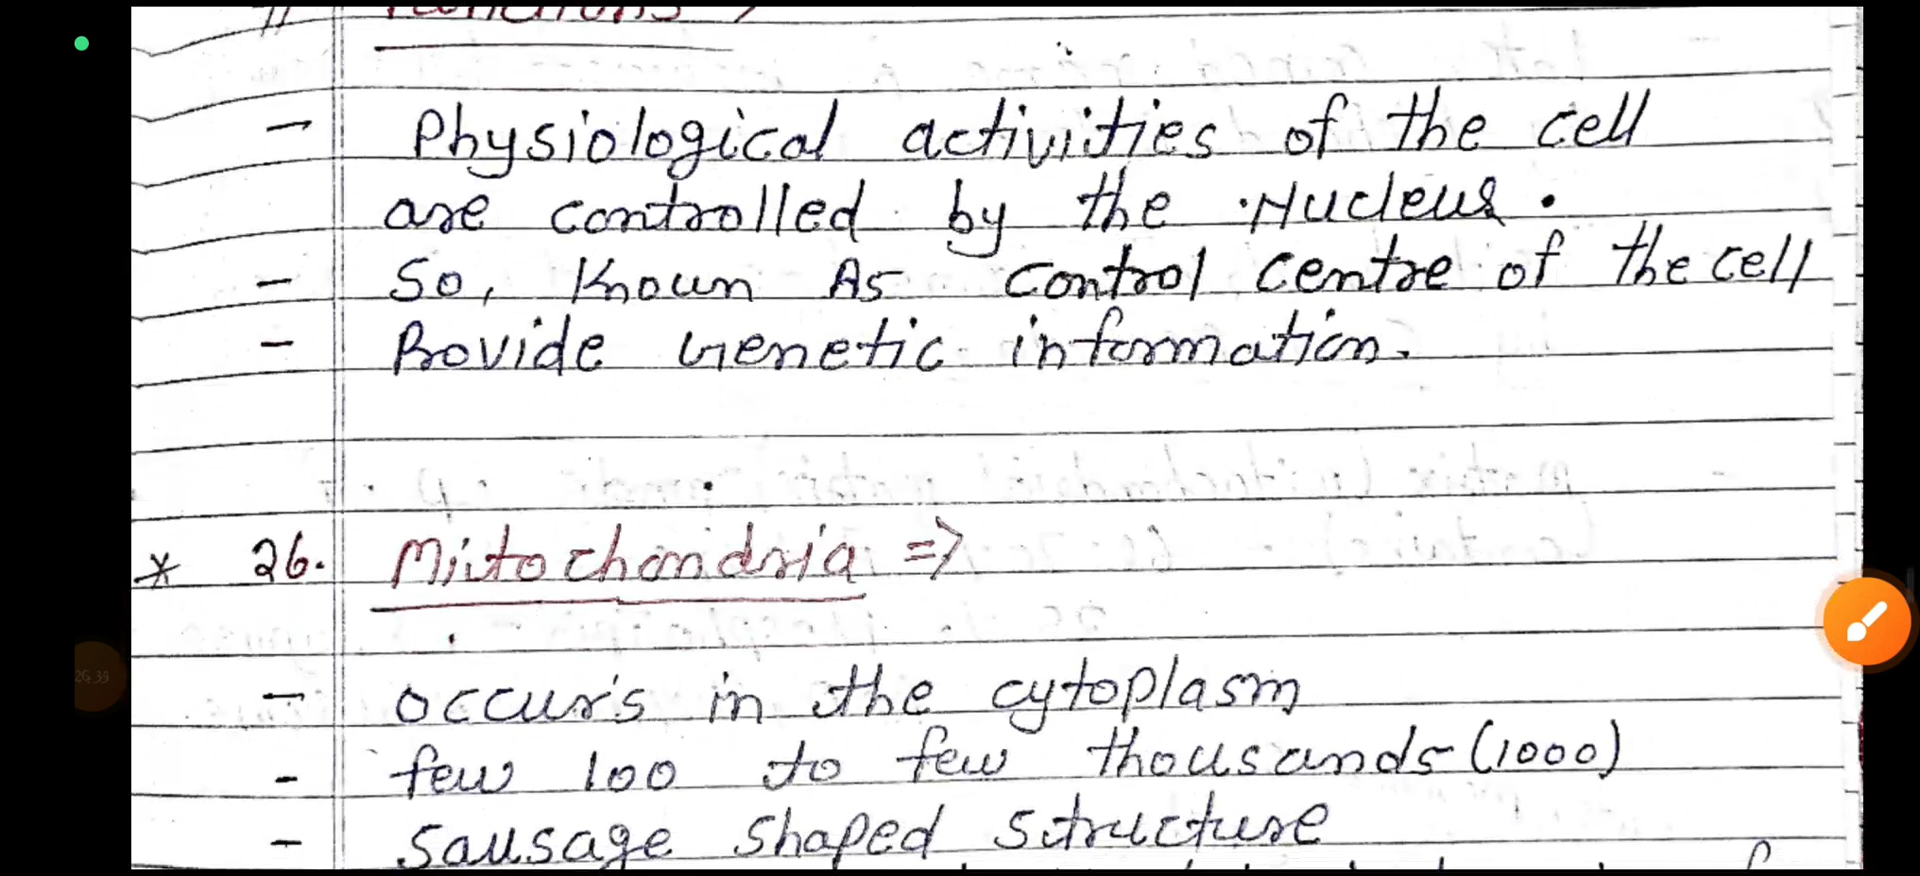 Functions
- Physiological activities of the cell
are controlled by the Nucleus.
- So, Known As control centre of the cell
- Provide Genetic information.
* 26. Mitochondria =>
- occurs in the cytoplasm
- few 100 to few thousands (1000)
- Sausage shaped structure